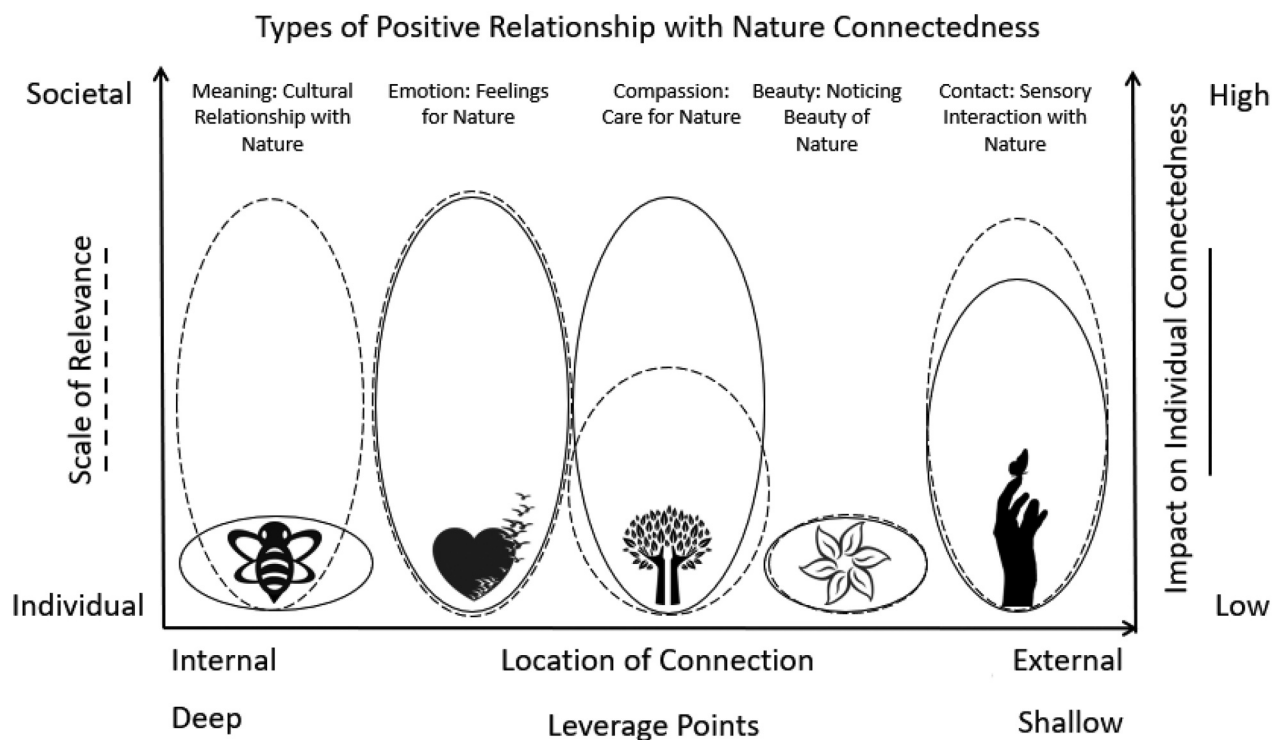 Types of Positive Relationship with Nature Connectedness
Societal
Meaning: Cultural
Relationship with
Nature
Emotion: Feelings
for Nature
Compassion:
Care for Nature
Beauty: Noticing
Beauty of
Nature
Contact: Sensory
Interaction with
Nature
High
Scale of Relevance
Impact on Individual Connectedness
Individual
Low
Internal
Location of Connection
External
Deep
Leverage Points
Shallow